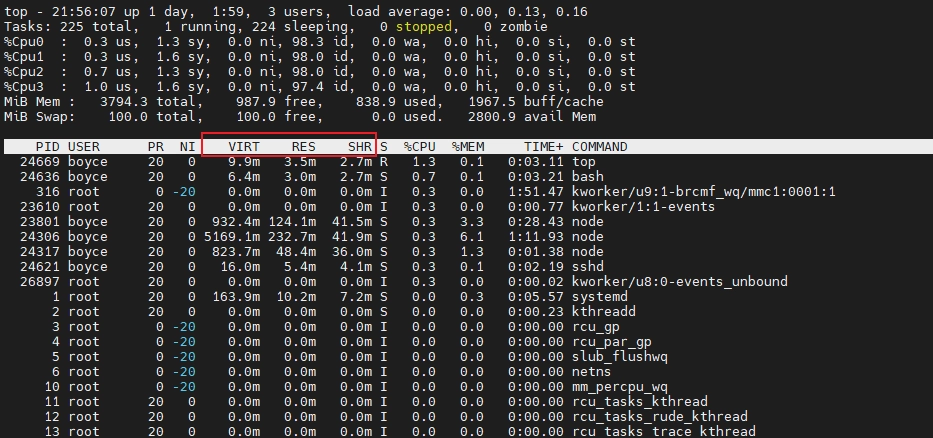 top - 21:56:07 up 1 day,  1:59,  3 users,  load average: 0.00, 0.13, 0.16
Tasks: 225 total,   1 running, 224 sleeping,   0 stopped,   0 zombie
%Cpu0  :  0.3 us,  1.3 sy,  0.0 ni, 98.3 id,  0.0 wa,  0.0 hi,  0.0 si,  0.0 st
%Cpu1  :  0.3 us,  1.6 sy,  0.0 ni, 98.0 id,  0.0 wa,  0.0 hi,  0.0 si,  0.0 st
%Cpu2  :  0.7 us,  1.3 sy,  0.0 ni, 98.0 id,  0.0 wa,  0.0 hi,  0.0 si,  0.0 st
%Cpu3  :  1.0 us,  1.6 sy,  0.0 ni, 97.4 id,  0.0 wa,  0.0 hi,  0.0 si,  0.0 st
MiB Mem :   3794.3 total,    987.9 free,    838.9 used,   1967.5 buff/cache
MiB Swap:    100.0 total,    100.0 free,      0.0 used.   2800.9 avail Mem
PID USER      PR  NI    VIRT    RES    SHR S  %CPU  %MEM     TIME+ COMMAND
24669 boyce     20   0    9.9m   3.5m   2.7m R   1.3   0.1   0:03.11 top
24636 boyce     20   0    6.4m   3.0m   2.7m S   0.7   0.1   0:03.21 bash
316 root       0 -20    0.0m   0.0m   0.0m I   0.3   0.0   1:51.47 kworker/u9:1-brcmf_wq/mmc1:0001:1
23610 root      20   0    0.0m   0.0m   0.0m I   0.3   0.0   0:00.77 kworker/1:1-events
23801 boyce     20   0  932.4m 124.1m  41.5m S   0.3   3.3   0:28.43 node
24306 boyce     20   0 5169.1m 232.7m  41.9m S   0.3   6.1   1:11.93 node
24317 boyce     20   0  823.7m  48.4m  36.0m S   0.3   1.3   0:01.38 node
24621 boyce     20   0   16.0m   5.4m   4.1m S   0.3   0.1   0:02.19 sshd
26897 root      20   0    0.0m   0.0m   0.0m I   0.3   0.0   0:00.02 kworker/u8:0-events_unbound
1 root      20   0  163.9m  10.2m   7.2m S   0.0   0.3   0:05.57 systemd
2 root      20   0    0.0m   0.0m   0.0m S   0.0   0.0   0:00.23 kthreadd
3 root       0 -20    0.0m   0.0m   0.0m I   0.0   0.0   0:00.00 rcu_gp
4 root       0 -20    0.0m   0.0m   0.0m I   0.0   0.0   0:00.00 rcu_par_gp
5 root       0 -20    0.0m   0.0m   0.0m I   0.0   0.0   0:00.00 slub_flushwq
6 root       0 -20    0.0m   0.0m   0.0m I   0.0   0.0   0:00.00 netns
10 root       0 -20    0.0m   0.0m   0.0m I   0.0   0.0   0:00.00 mm_percpu_wq
11 root      20   0    0.0m   0.0m   0.0m I   0.0   0.0   0:00.00 rcu_tasks_kthread
12 root      20   0    0.0m   0.0m   0.0m I   0.0   0.0   0:00.00 rcu_tasks_rude_kthread
13 root      20   0    0.0m   0.0m   0.0m I   0.0   0.0   0:00.00 rcu_tasks_trace_kthread